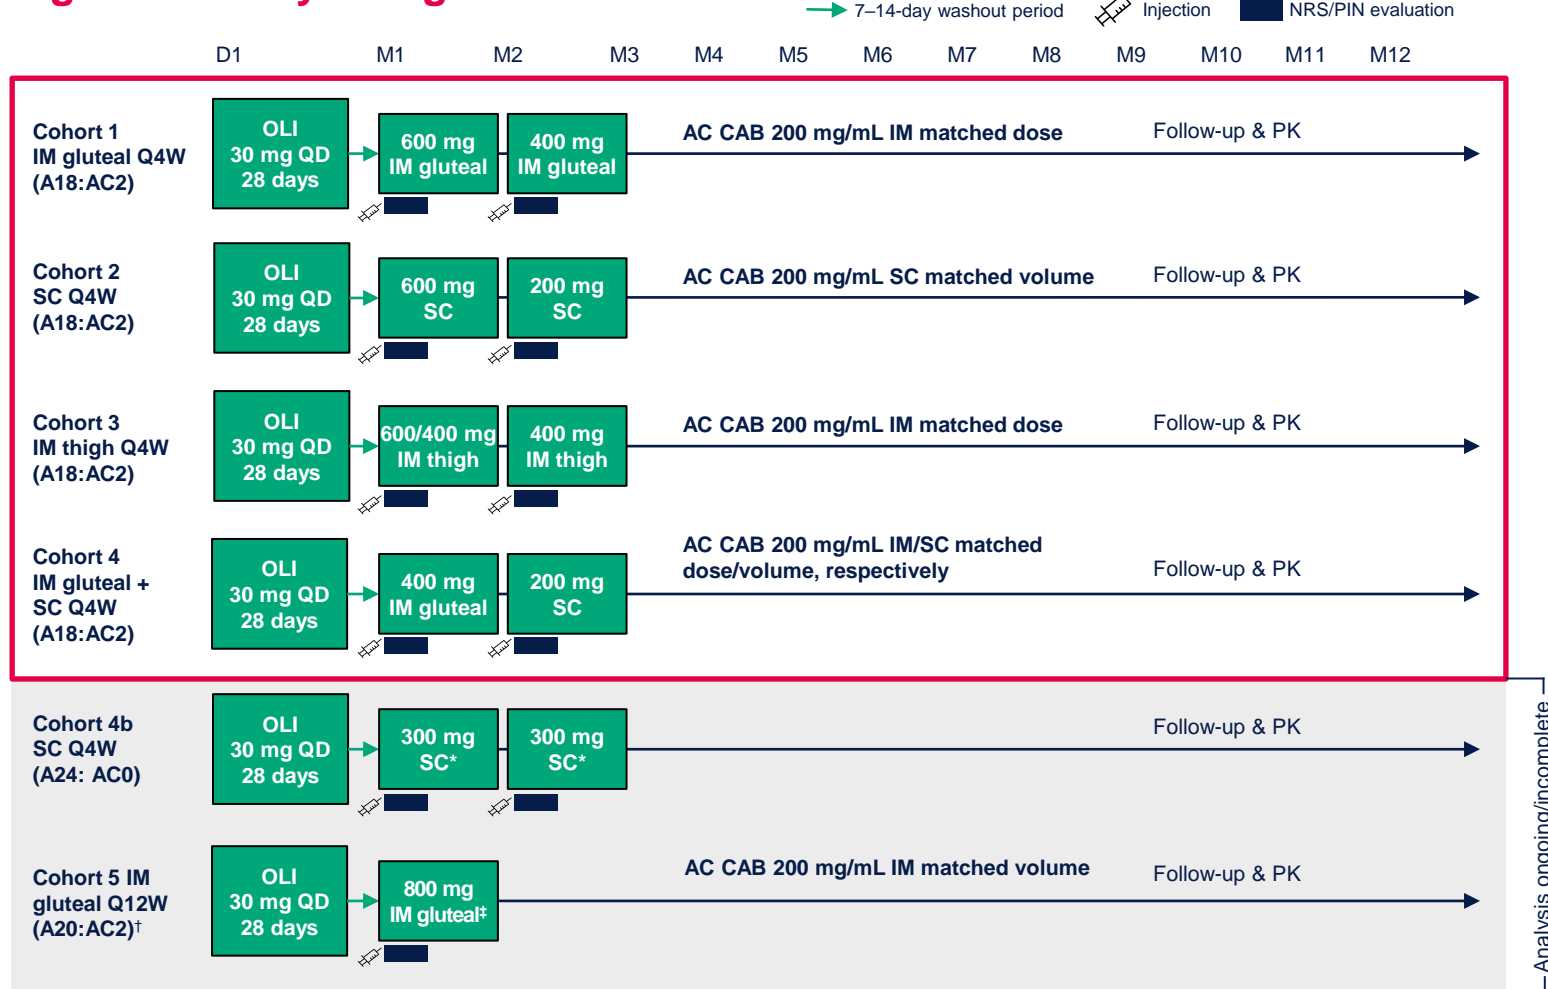 7–14-day washout period
Injection
NRS/PIN evaluation
D1 M1 M2 M3 M4 M5 M6 M7 M8 M9 M10 M11 M12
Cohort 1
IM gluteal Q4W
(A18:AC2)
OLI
30 mg QD
28 days
600 mg
IM gluteal
400 mg
IM gluteal
AC CAB 200 mg/mL IM matched dose
Follow-up & PK
Cohort 2
SC Q4W
(A18:AC2)
OLI
30 mg QD
28 days
600 mg
SC
200 mg
SC
AC CAB 200 mg/mL SC matched volume
Follow-up & PK
Cohort 3
IM thigh Q4W
(A18:AC2)
OLI
30 mg QD
28 days
600/400 mg
IM thigh
400 mg
IM thigh
AC CAB 200 mg/mL IM matched dose
Follow-up & PK
Cohort 4
IM gluteal +
SC Q4W
(A18:AC2)
OLI
30 mg QD
28 days
400 mg
IM gluteal
200 mg
SC
AC CAB 200 mg/mL IM/SC matched
dose/volume, respectively
Follow-up & PK
Cohort 4b
SC Q4W
(A24: AC0)
OLI
30 mg QD
28 days
300 mg
SC*
300 mg
SC*
Follow-up & PK
Cohort 5 IM
gluteal Q12W
(A20:AC2)†
OLI
30 mg QD
28 days
800 mg
IM gluteal‡
AC CAB 200 mg/mL IM matched volume
Follow-up & PK
Analysis ongoing/incomplete